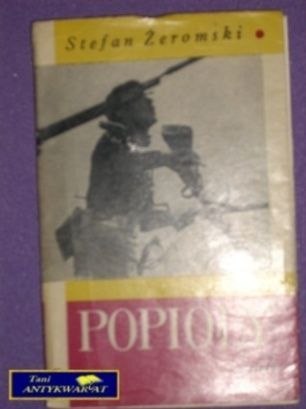 Stefan Żeromski
POPIOŁY
Tani
ANTYKWARIAT